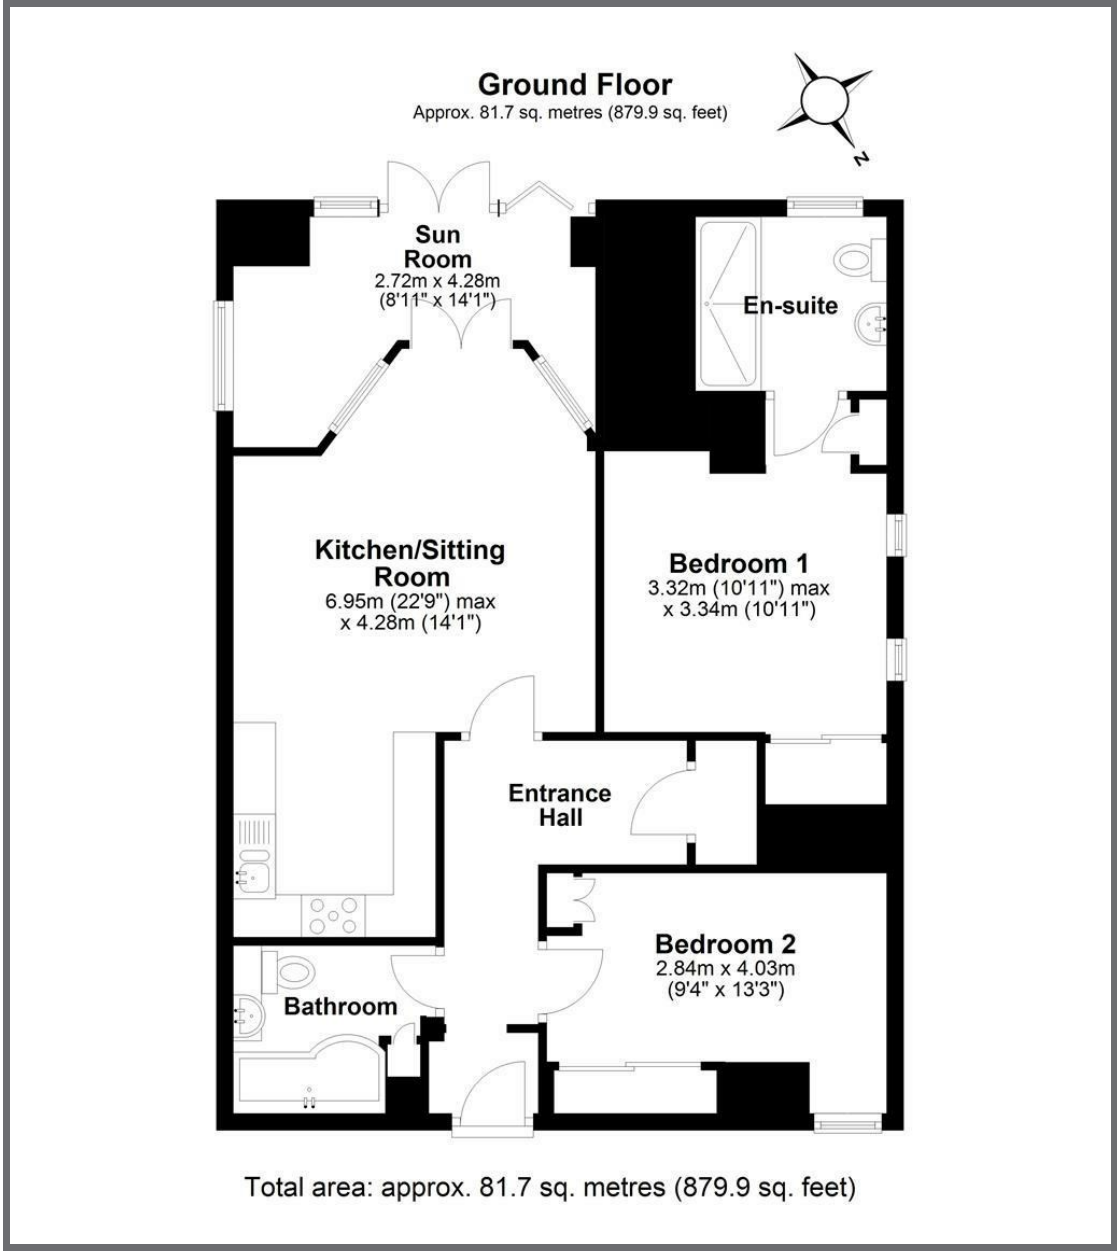 Ground Floor
Approx. 81.7 sq. metres (879.9 sq. feet)
N
Sun
Room
2.72m x 4.28m
(8'11" x 14'1")
En-suite
Kitchen/Sitting
Room
6.95m (22'9") max
x 4.28m (14'1")
Bedroom 1
3.32m (10'11") max
x 3.34m (10'11")
Entrance
Hall
Bedroom 2
2.84m x 4.03m
(9'4" x 13'3")
Bathroom
Total area: approx. 81.7 sq. metres (879.9 sq. feet)